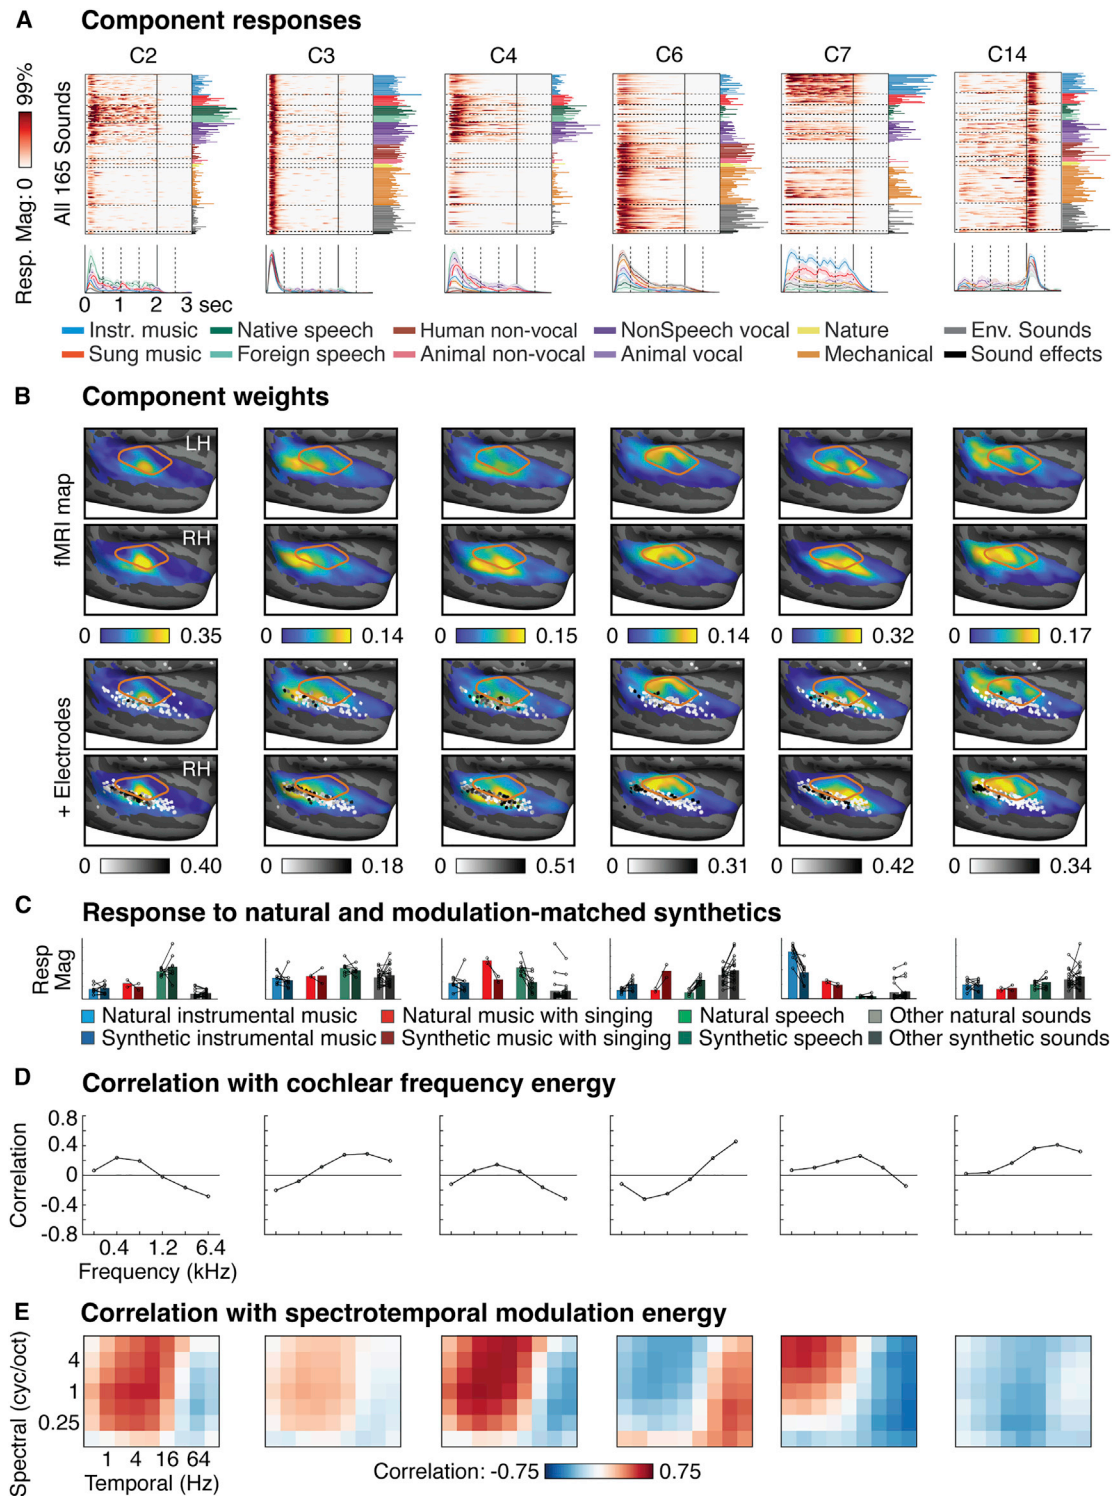 A Component responses
C2 C3 C4 C6 C7 C14
Resp. Mag: 0 99%
All 165 Sounds
0 1 2 3 sec
Instr. music Native speech Human non-vocal NonSpeech vocal Nature Env. Sounds
Sung music Foreign speech Animal non-vocal Animal vocal Mechanical Sound effects
B Component weights
fMRI map
LH
RH
0 0.35 0 0.14 0 0.15 0 0.14 0 0.32 0 0.17
+ Electrodes
RH
0 0.40 0 0.18 0 0.51 0 0.31 0 0.42 0 0.34
C Response to natural and modulation-matched synthetics
Resp
Mag
Natural instrumental music Natural music with singing Natural speech Other natural sounds
Synthetic instrumental music Synthetic music with singing Synthetic speech Other synthetic sounds
D Correlation with cochlear frequency energy
Correlation
0.8
0.4
0
-0.4
-0.8
0.4 1.2 6.4
Frequency (kHz)
E Correlation with spectrotemporal modulation energy
Spectral (cyc/oct)
4
1
0.25
1 4 16 64
Temporal (Hz)
Correlation: -0.75 0.75